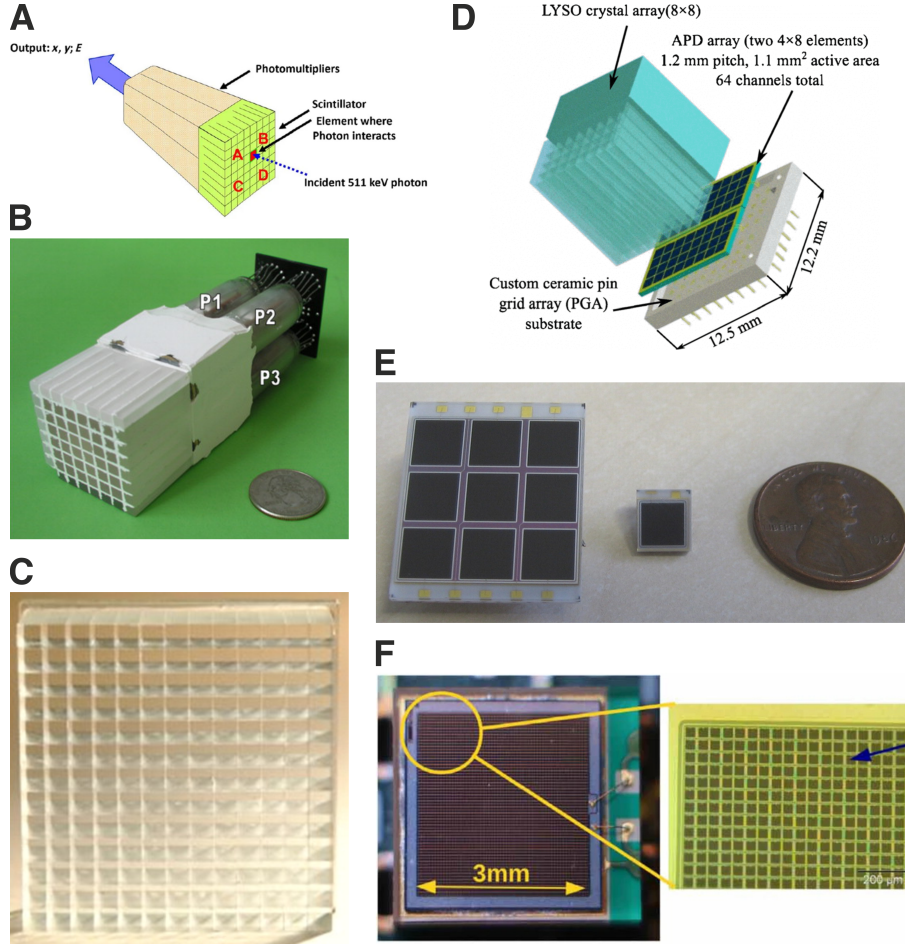 A
Output: x, y; E
Photomultipliers
Scintillator
Element where
Photon interacts
Incident 511 keV photon
A
B
C
D
B
P1
P2
P3
C
D
LYSO crystal array(8×8)
APD array (two 4×8 elements)
1.2 mm pitch, 1.1 mm² active area
64 channels total
Custom ceramic pin
grid array (PGA)
substrate
12.2 mm
12.5 mm
E
F
3mm
200 μm